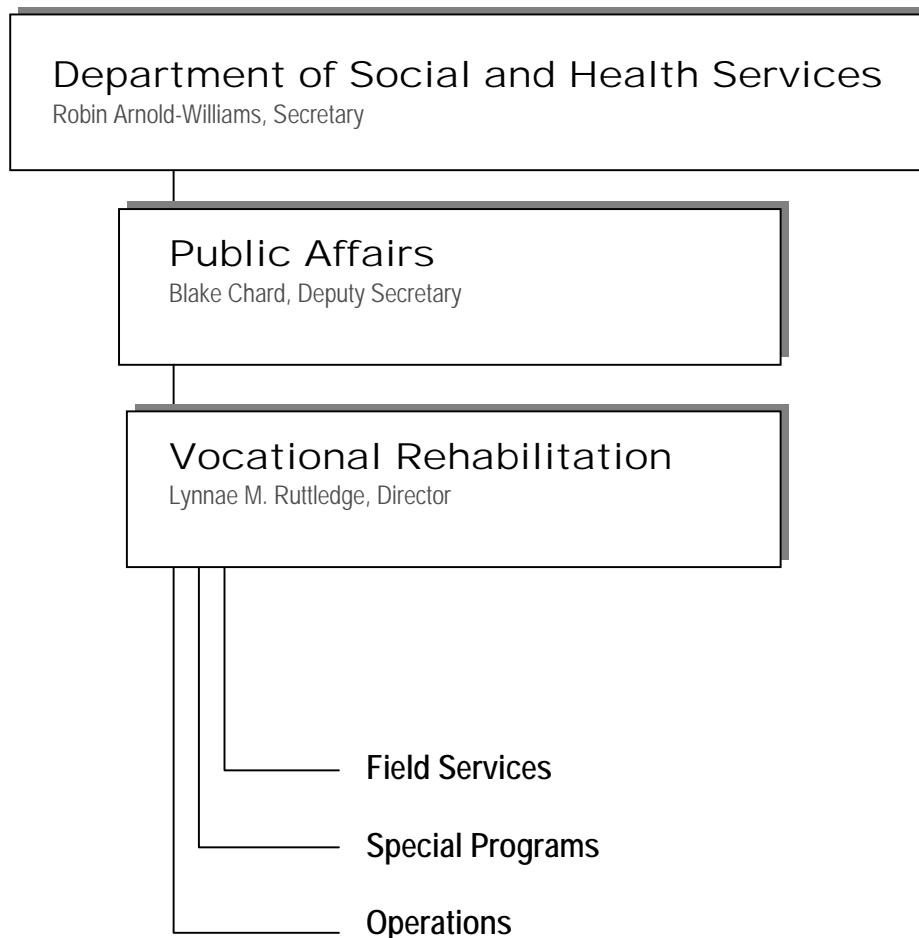 Department of Social and Health Services
Robin Arnold-Williams, Secretary
Public Affairs
Blake Chard, Deputy Secretary
Vocational Rehabilitation
Lynnae M. Ruttledge, Director
Field Services
Special Programs
Operations